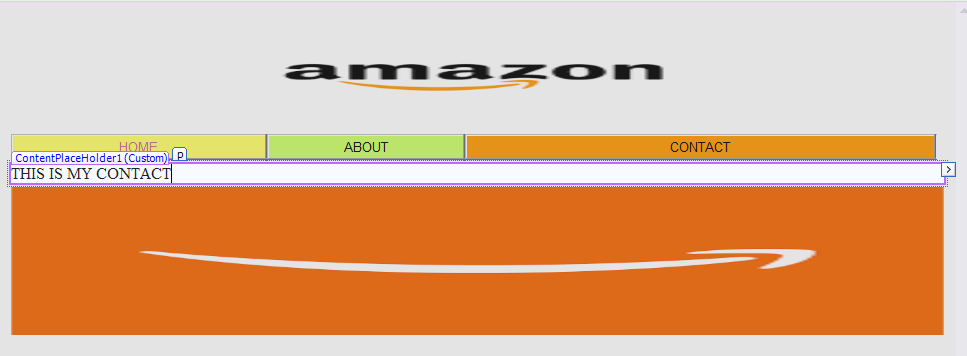 amazon
HOME ABOUT CONTACT
ContentPlaceHolder1 (Custom) p
THIS IS MY CONTACT